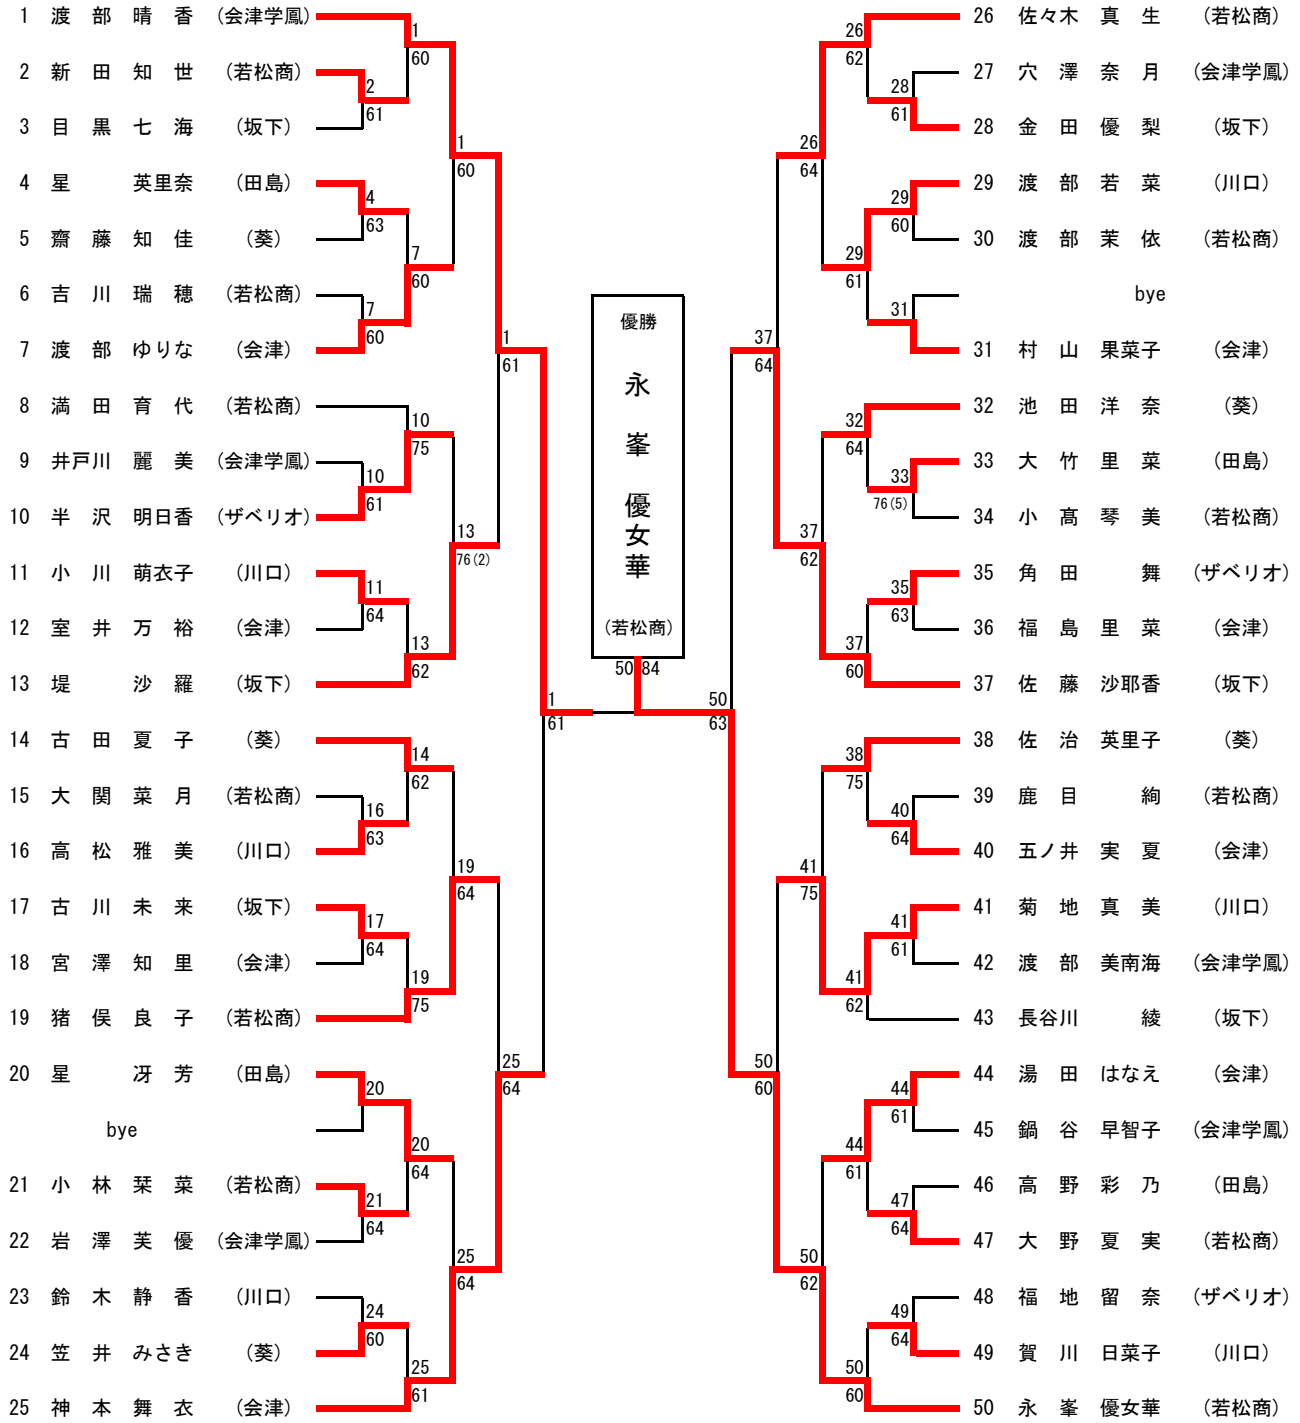 1 渡 部 晴 香 (会津学鳳)
1
60
2 新 田 知 世 (若松商)
2
61
3 目 黒 七 海 (坂下)
1
60
4 星 英里奈 (田島)
4
63
5 齋 藤 知 佳 (葵)
7
60
6 吉 川 瑞 穂 (若松商)
7
60
7 渡 部 ゆりな (会津)
1
61
8 満 田 育 代 (若松商)
10
75
9 井戸川 麗 美 (会津学鳳)
10
61
10 半 沢 明日香 (ザベリオ)
13
76(2)
11 小 川 萌衣子 (川口)
11
64
12 室 井 万 裕 (会津)
13
62
13 堤 沙 羅 (坂下)
1
61
14 古 田 夏 子 (葵)
14
62
15 大 関 菜 月 (若松商)
16
63
16 高 松 雅 美 (川口)
19
64
17 古 川 未 来 (坂下)
17
64
18 宮 澤 知 里 (会津)
19
75
19 猪 俣 良 子 (若松商)
25
64
20 星 冴 芳 (田島)
20
bye
20
64
21 小 林 栞 菜 (若松商)
21
64
22 岩 澤 芙 優 (会津学鳳)
25
64
23 鈴 木 静 香 (川口)
24
60
24 笠 井 みさき (葵)
25
61
25 神 本 舞 衣 (会津)
優勝
永
峯
優
女
華
(若松商)
50 84
26 佐々木 真 生 (若松商)
26
62
27 穴 澤 奈 月 (会津学鳳)
28
61
28 金 田 優 梨 (坂下)
26
64
29 渡 部 若 菜 (川口)
29
60
30 渡 部 茉 依 (若松商)
29
61
bye
31
31 村 山 果菜子 (会津)
37
64
32 池 田 洋 奈 (葵)
32
64
33 大 竹 里 菜 (田島)
33
76(5)
34 小 髙 琴 美 (若松商)
37
62
35 角 田 舞 (ザベリオ)
35
63
36 福 島 里 菜 (会津)
37
60
37 佐 藤 沙耶香 (坂下)
50
63
38 佐 治 英里子 (葵)
38
75
39 鹿 目 絢 (若松商)
40
64
40 五ノ井 実 夏 (会津)
41
75
41 菊 地 真 美 (川口)
41
61
42 渡 部 美南海 (会津学鳳)
41
62
43 長谷川 綾 (坂下)
50
60
44 湯 田 はなえ (会津)
44
61
45 鍋 谷 早智子 (会津学鳳)
44
61
46 高 野 彩 乃 (田島)
47
64
47 大 野 夏 実 (若松商)
50
62
48 福 地 留 奈 (ザベリオ)
49
64
49 賀 川 日菜子 (川口)
50
60
50 永 峯 優女華 (若松商)